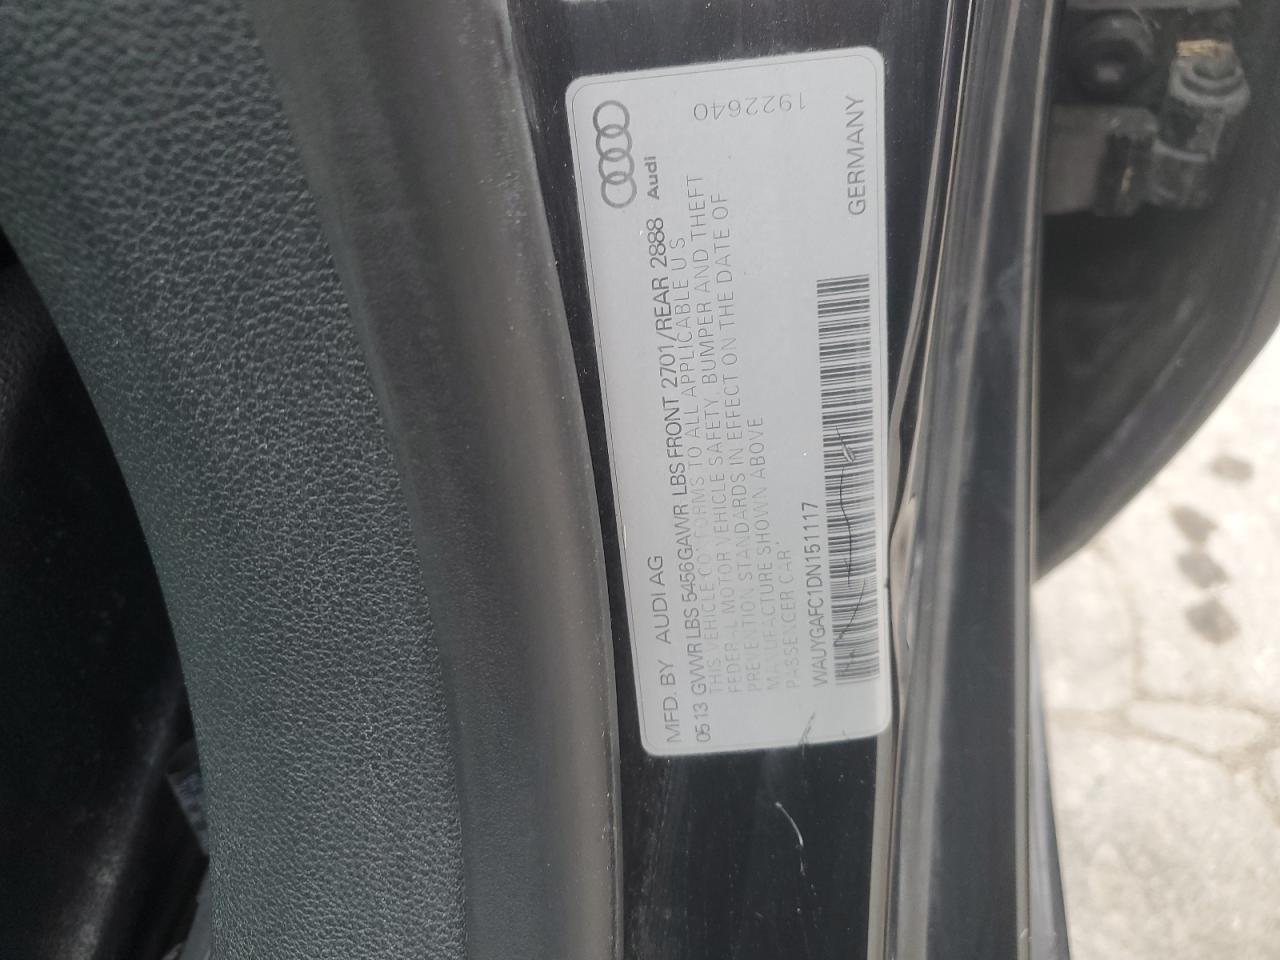 Audi
1922640
MFD. BY AUDI AG
05 13 GVWR LBS 5456 GAWR LBS FRONT 2701/REAR 2888
THIS VEHICLE CONFORMS TO ALL APPLICABLE U S
FEDERAL MOTOR VEHICLE SAFETY, BUMPER AND THEFT
PREVENTION STANDARDS IN EFFECT ON THE DATE OF
MANUFACTURE SHOWN ABOVE
PASSENGER CAR
WAUYGAFC1DN151117
GERMANY